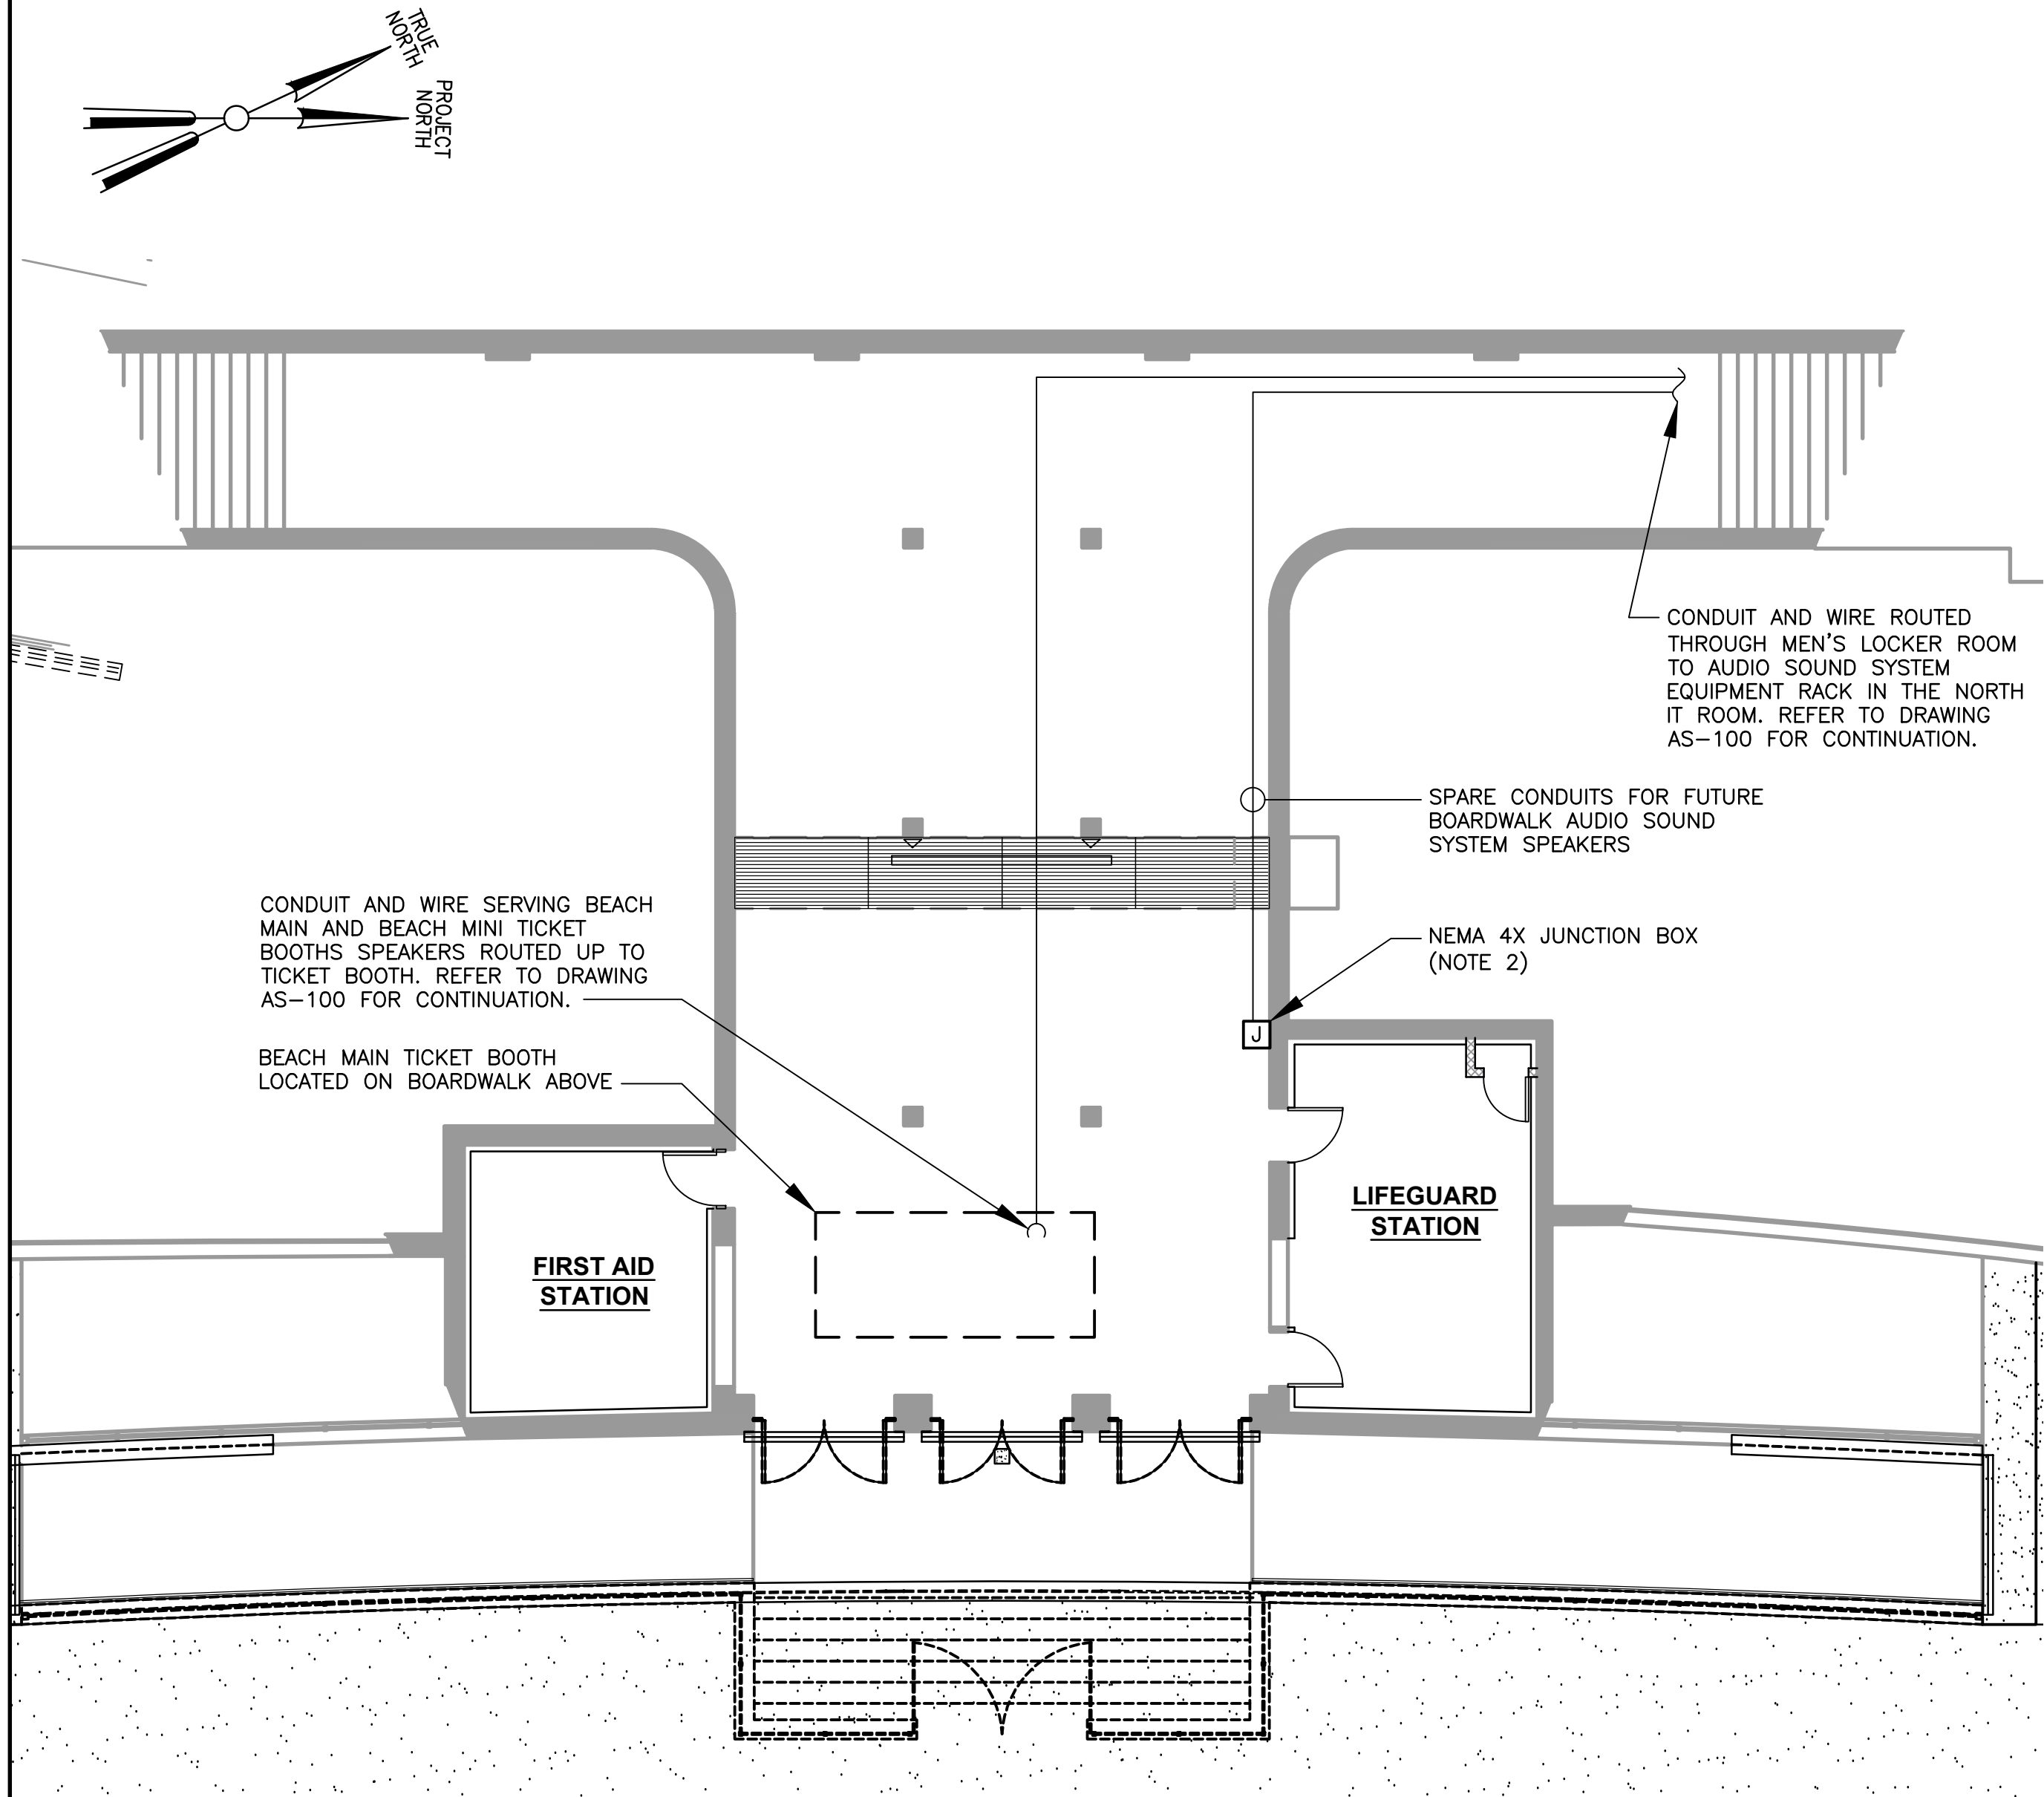 TRUE
NORTH
PROJECT
NORTH
CONDUIT AND WIRE ROUTED
THROUGH MEN'S LOCKER ROOM
TO AUDIO SOUND SYSTEM
EQUIPMENT RACK IN THE NORTH
IT ROOM. REFER TO DRAWING
AS-100 FOR CONTINUATION.
SPARE CONDUITS FOR FUTURE
BOARDWALK AUDIO SOUND
SYSTEM SPEAKERS
CONDUIT AND WIRE SERVING BEACH
MAIN AND BEACH MINI TICKET
BOOTHS SPEAKERS ROUTED UP TO
TICKET BOOTH. REFER TO DRAWING
AS-100 FOR CONTINUATION.
NEMA 4X JUNCTION BOX
(NOTE 2)
J
BEACH MAIN TICKET BOOTH
LOCATED ON BOARDWALK ABOVE
LIFEGUARD
STATION
FIRST AID
STATION